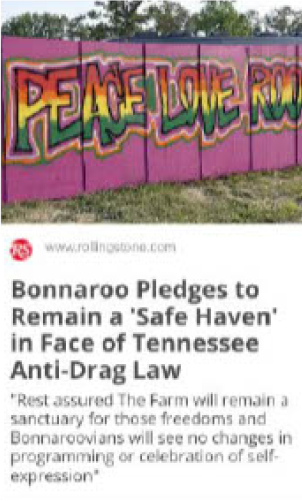 PEACE LOVE ROO
RS www.rollingstone.com
Bonnaroo Pledges to
Remain a 'Safe Haven'
in Face of Tennessee
Anti-Drag Law
"Rest assured The Farm will remain a
sanctuary for those freedoms and
Bonnaroovians will see no changes in
programming or celebration of self-
expression"